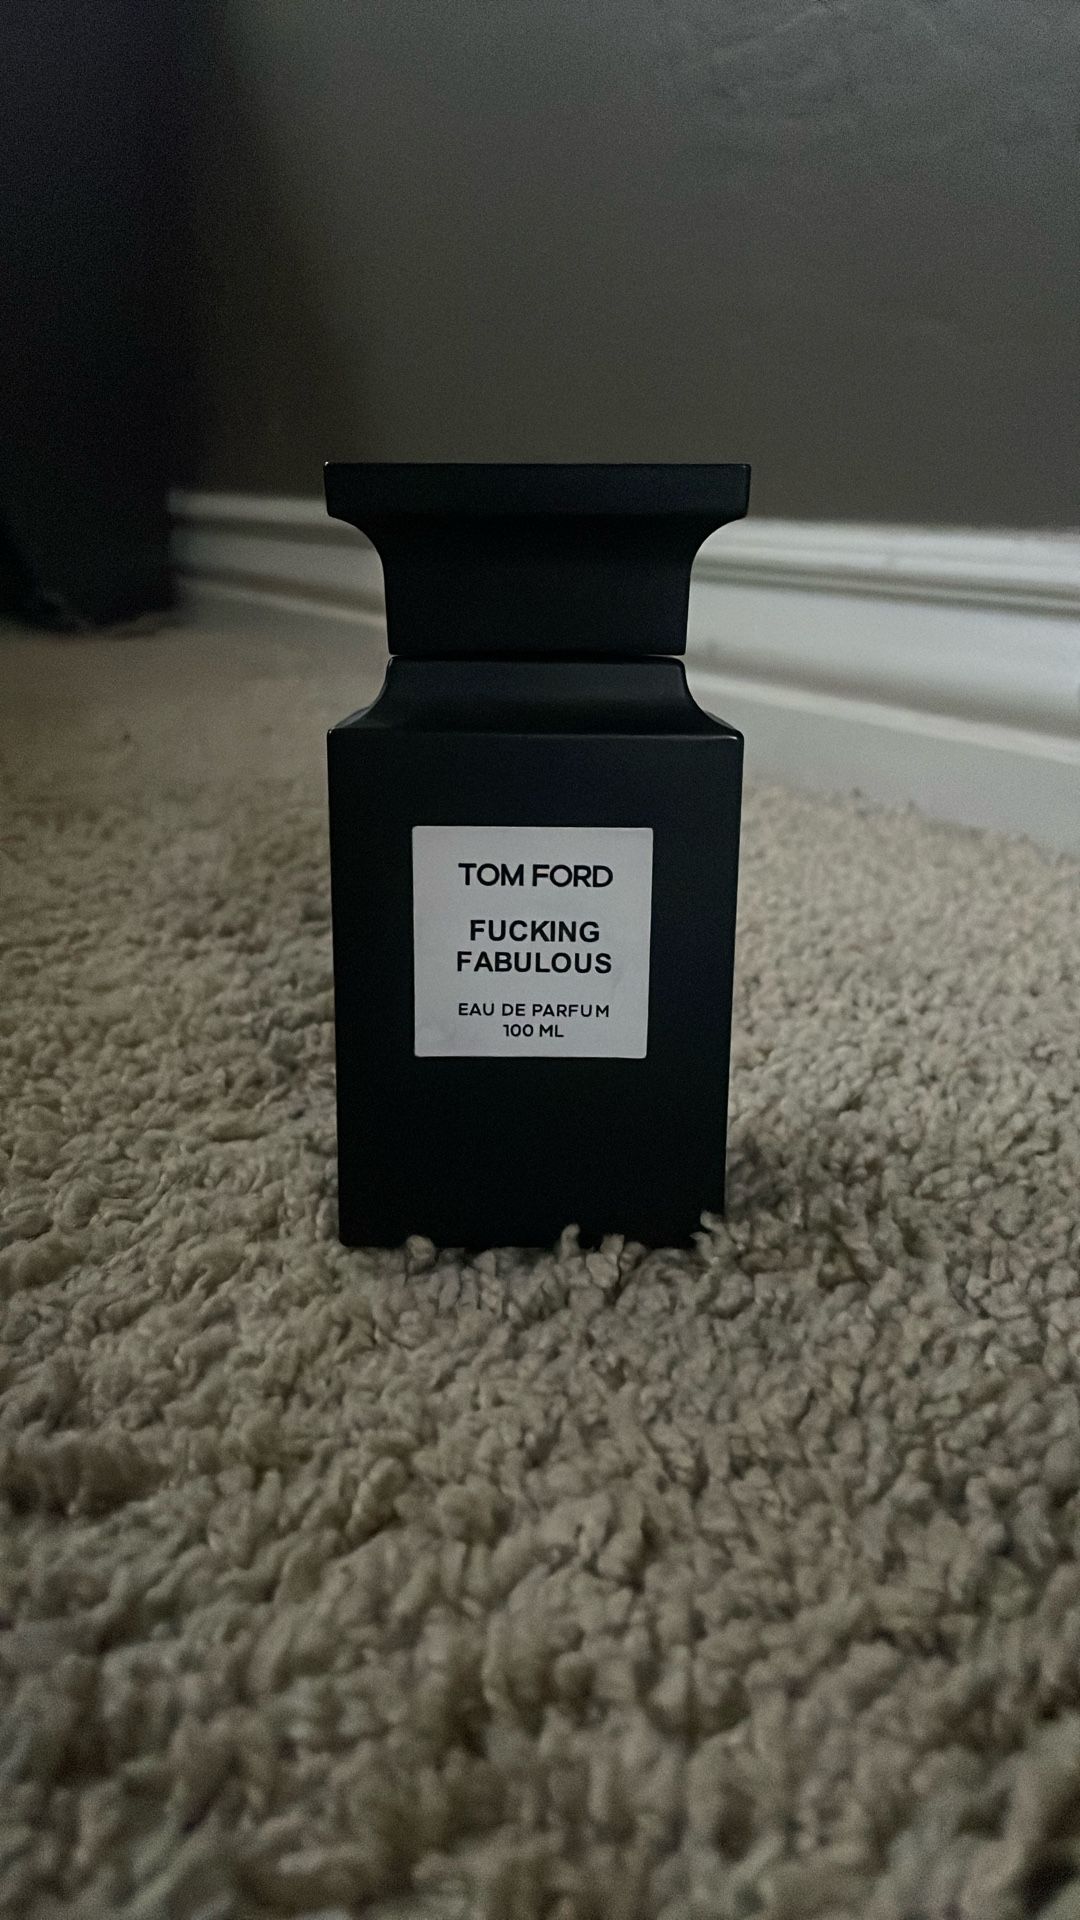 TOM FORD
FUCKING
FABULOUS
EAU DE PARFUM
100 ML